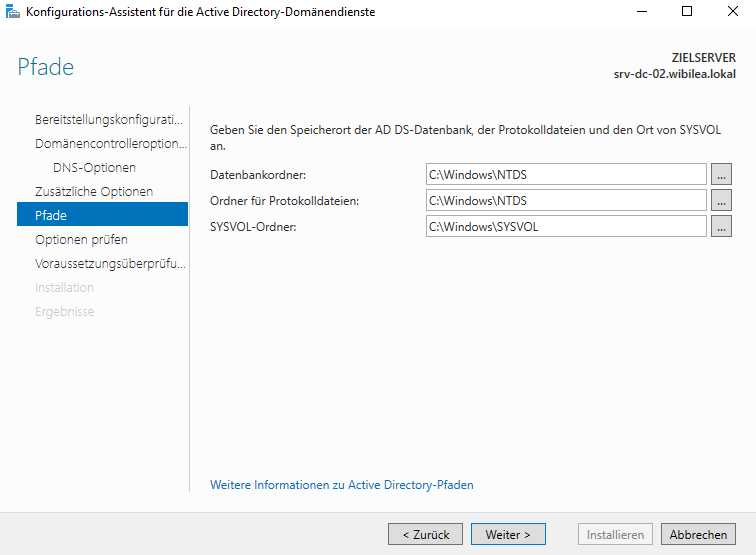 Konfigurations-Assistent für die Active Directory-Domänendienste
Pfade
ZIELSERVER
srv-dc-02.wibilea.lokal
Bereitstellungskonfigurati...
Domänencontrolleroption...
DNS-Optionen
Zusätzliche Optionen
Pfade
Optionen prüfen
Voraussetzungsüberprüfu...
Installation
Ergebnisse
Geben Sie den Speicherort der AD DS-Datenbank, der Protokolldateien und den Ort von SYSVOL
an.
Datenbankordner: C:\Windows\NTDS ...
Ordner für Protokolldateien: C:\Windows\NTDS ...
SYSVOL-Ordner: C:\Windows\SYSVOL ...
Weitere Informationen zu Active Directory-Pfaden
< Zurück Weiter > Installieren Abbrechen